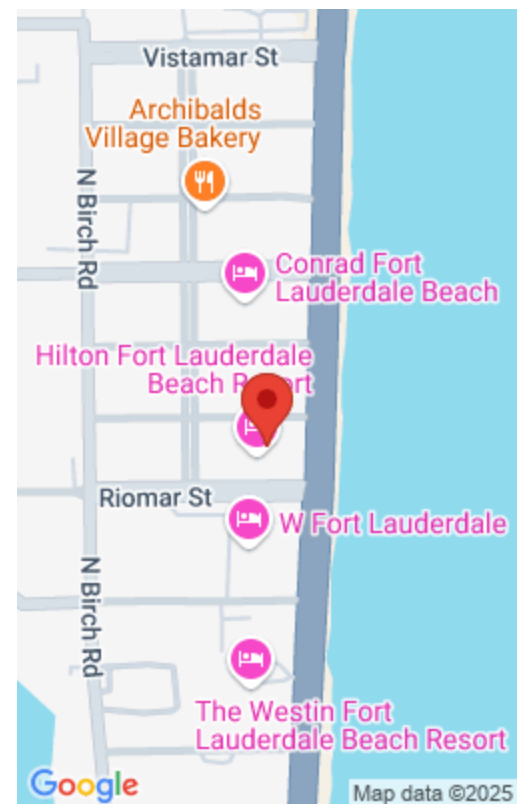 Vistamar St
Archibalds
Village Bakery
N Birch Rd
Conrad Fort
Lauderdale Beach
Hilton Fort Lauderdale
Beach Resort
Riomar St
W Fort Lauderdale
N Birch Rd
The Westin Fort
Lauderdale Beach Resort
Google
Map data ©2025